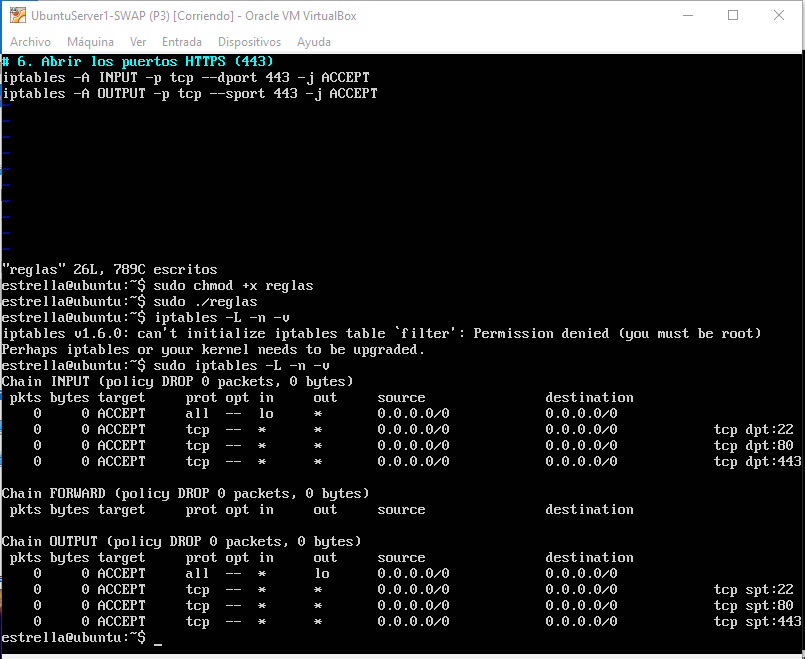 UbuntuServer1-SWAP (P3) [Corriendo] - Oracle VM VirtualBox
Archivo Máquina Ver Entrada Dispositivos Ayuda
# 6. Abrir los puertos HTTPS (443)
iptables -A INPUT -p tcp --dport 443 -j ACCEPT
iptables -A OUTPUT -p tcp --sport 443 -j ACCEPT
~
~
~
~
~
~
~
~
~
~
"reglas" 26L, 789C escritos
estrella@ubuntu:~$ sudo chmod +x reglas
estrella@ubuntu:~$ sudo ./reglas
estrella@ubuntu:~$ iptables -L -n -v
iptables v1.6.0: can't initialize iptables table `filter': Permission denied (you must be root)
Perhaps iptables or your kernel needs to be upgraded.
estrella@ubuntu:~$ sudo iptables -L -n -v
Chain INPUT (policy DROP 0 packets, 0 bytes)
 pkts bytes target     prot opt in     out     source               destination
    0     0 ACCEPT     all  --  lo     *       0.0.0.0/0            0.0.0.0/0
    0     0 ACCEPT     tcp  --  *      *       0.0.0.0/0            0.0.0.0/0            tcp dpt:22
    0     0 ACCEPT     tcp  --  *      *       0.0.0.0/0            0.0.0.0/0            tcp dpt:80
    0     0 ACCEPT     tcp  --  *      *       0.0.0.0/0            0.0.0.0/0            tcp dpt:443
Chain FORWARD (policy DROP 0 packets, 0 bytes)
 pkts bytes target     prot opt in     out     source               destination
Chain OUTPUT (policy DROP 0 packets, 0 bytes)
 pkts bytes target     prot opt in     out     source               destination
    0     0 ACCEPT     all  --  *      lo      0.0.0.0/0            0.0.0.0/0
    0     0 ACCEPT     tcp  --  *      *       0.0.0.0/0            0.0.0.0/0            tcp spt:22
    0     0 ACCEPT     tcp  --  *      *       0.0.0.0/0            0.0.0.0/0            tcp spt:80
    0     0 ACCEPT     tcp  --  *      *       0.0.0.0/0            0.0.0.0/0            tcp spt:443
estrella@ubuntu:~$ _